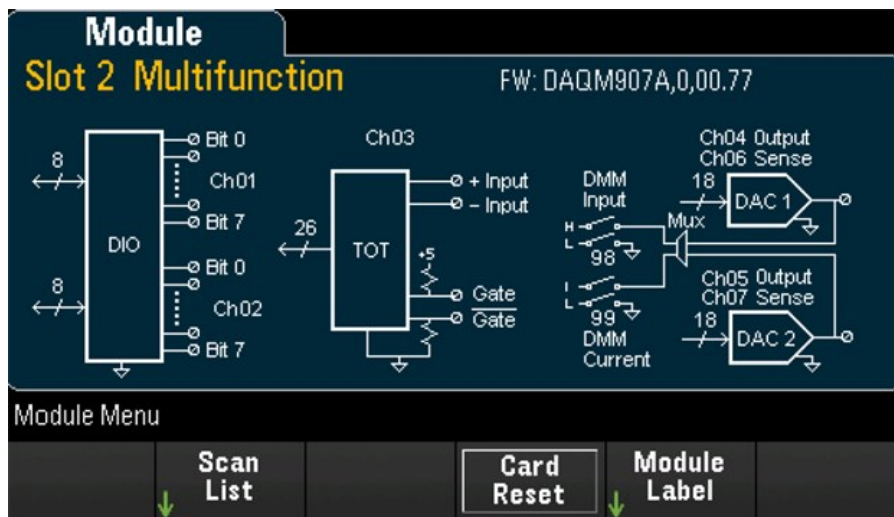 Module
Slot 2 Multifunction
FW: DAQM907A,0,00.77
8
DIO
Bit 0
Ch01
Bit 7
8
Bit 0
Ch02
Bit 7
Ch03
26
TOT
+ Input
- Input
+5
Gate
Gate
Ch04 Output
Ch06 Sense
DMM
Input
18
DAC 1
Mux
H
L
98
I
L
99
DMM
Current
Ch05 Output
Ch07 Sense
18
DAC 2
Module Menu
Scan
List
Card
Reset
Module
Label